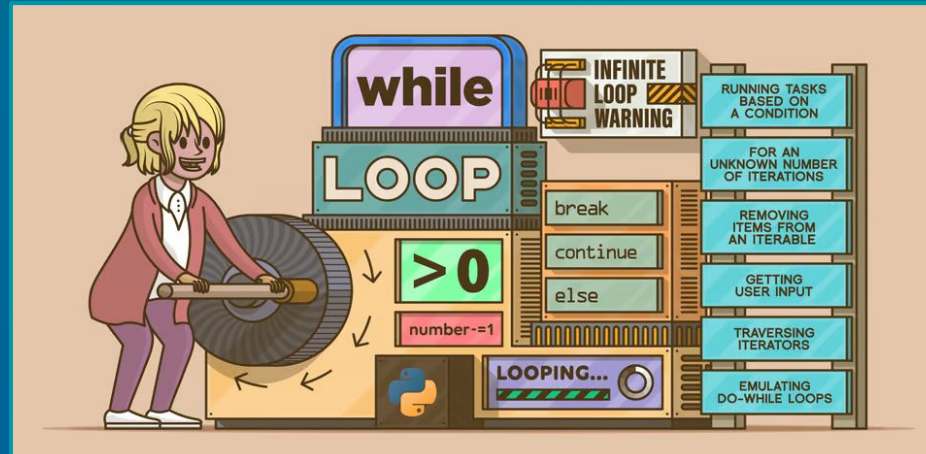 while
LOOP
INFINITE
LOOP
WARNING
>0
number-=1
break
continue
else
LOOPING...
RUNNING TASKS
BASED ON
A CONDITION
FOR AN
UNKNOWN NUMBER
OF ITERATIONS
REMOVING
ITEMS FROM
AN ITERABLE
GETTING
USER INPUT
TRAVERSING
ITERATORS
EMULATING
DO-WHILE LOOPS